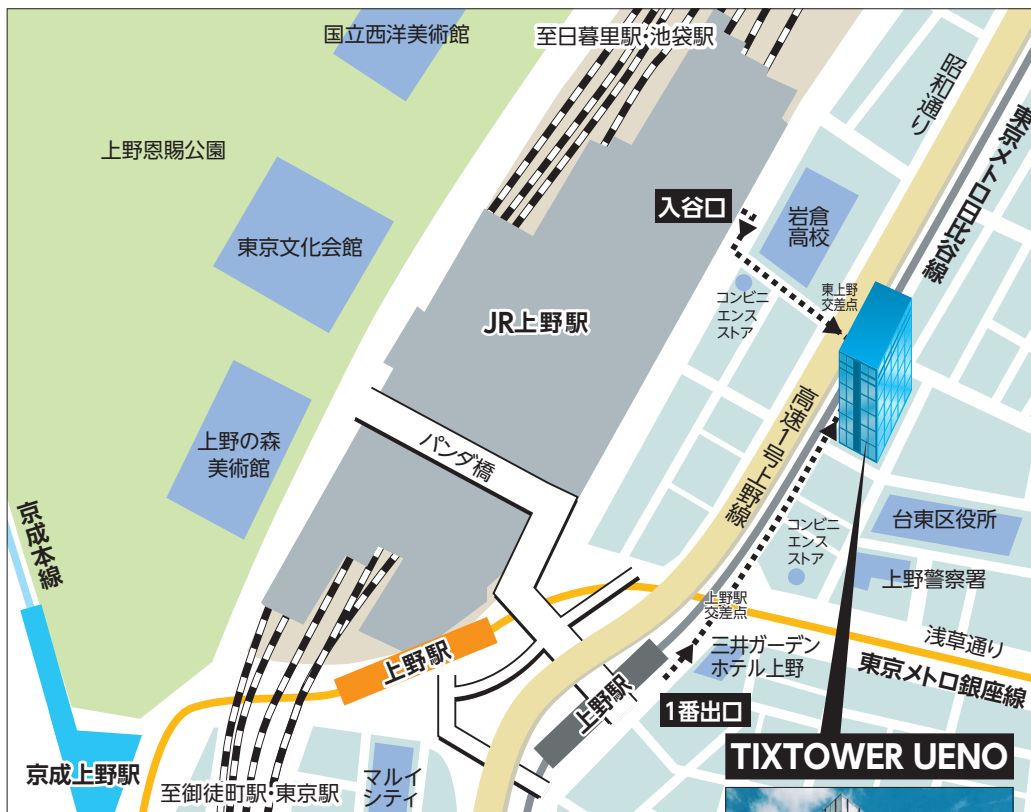 国立西洋美術館
至日暮里駅・池袋駅
昭和通り
東京メトロ日比谷線
上野恩賜公園
入谷口
岩倉
高校
東京文化会館
コンビニ
エンス
ストア
東上野
交差点
JR上野駅
高速1号上野線
パンダ橋
上野の森
美術館
京成本線
コンビニ
エンス
ストア
台東区役所
上野警察署
上野駅
交差点
浅草通り
三井ガーデン
ホテル上野
東京メトロ銀座線
上野駅
上野駅
1番出口
TIXTOWER UENO
京成上野駅
至御徒町駅・東京駅
マルイ
シティ